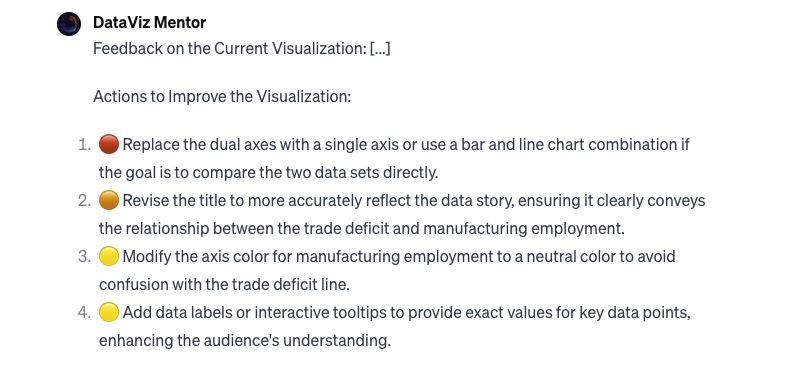 DataViz Mentor
Feedback on the Current Visualization: [...]
Actions to Improve the Visualization:
1. 🔴 Replace the dual axes with a single axis or use a bar and line chart combination if
the goal is to compare the two data sets directly.
2. 🟠 Revise the title to more accurately reflect the data story, ensuring it clearly conveys
the relationship between the trade deficit and manufacturing employment.
3. 🟡 Modify the axis color for manufacturing employment to a neutral color to avoid
confusion with the trade deficit line.
4. 🟡 Add data labels or interactive tooltips to provide exact values for key data points,
enhancing the audience's understanding.